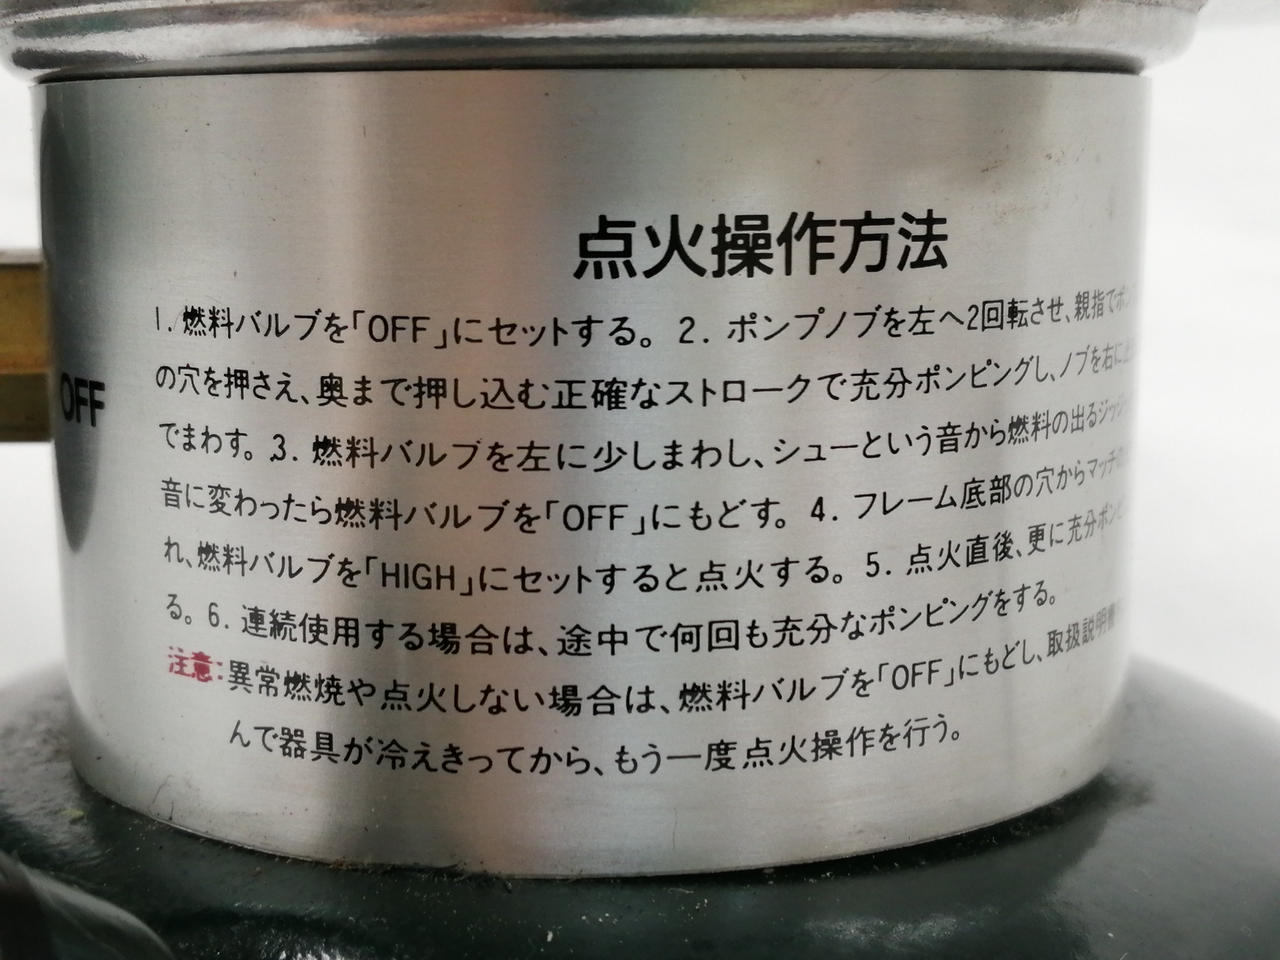 点火操作方法
1. 燃料バルブを「OFF」にセットする。 2. ポンプノブを左へ2回転させ、親指でポン
の穴を押さえ、奥まで押し込む正確なストロークで充分ポンピングし、ノブを右に
でまわす。3. 燃料バルブを左に少しまわし、シューという音から燃料の出るジッ
音に変わったら燃料バルブを「OFF」にもどす。 4. フレーム底部の穴からマッチ
れ、燃料バルブを「HIGH」にセットすると点火する。 5. 点火直後、更に充分ポンピ
る。 6. 連続使用する場合は、途中で何回も充分なポンピングをする。
注意:異常燃焼や点火しない場合は、燃料バルブを「OFF」にもどし、取扱説明書
んで器具が冷えきってから、もう一度点火操作を行う。
OFF